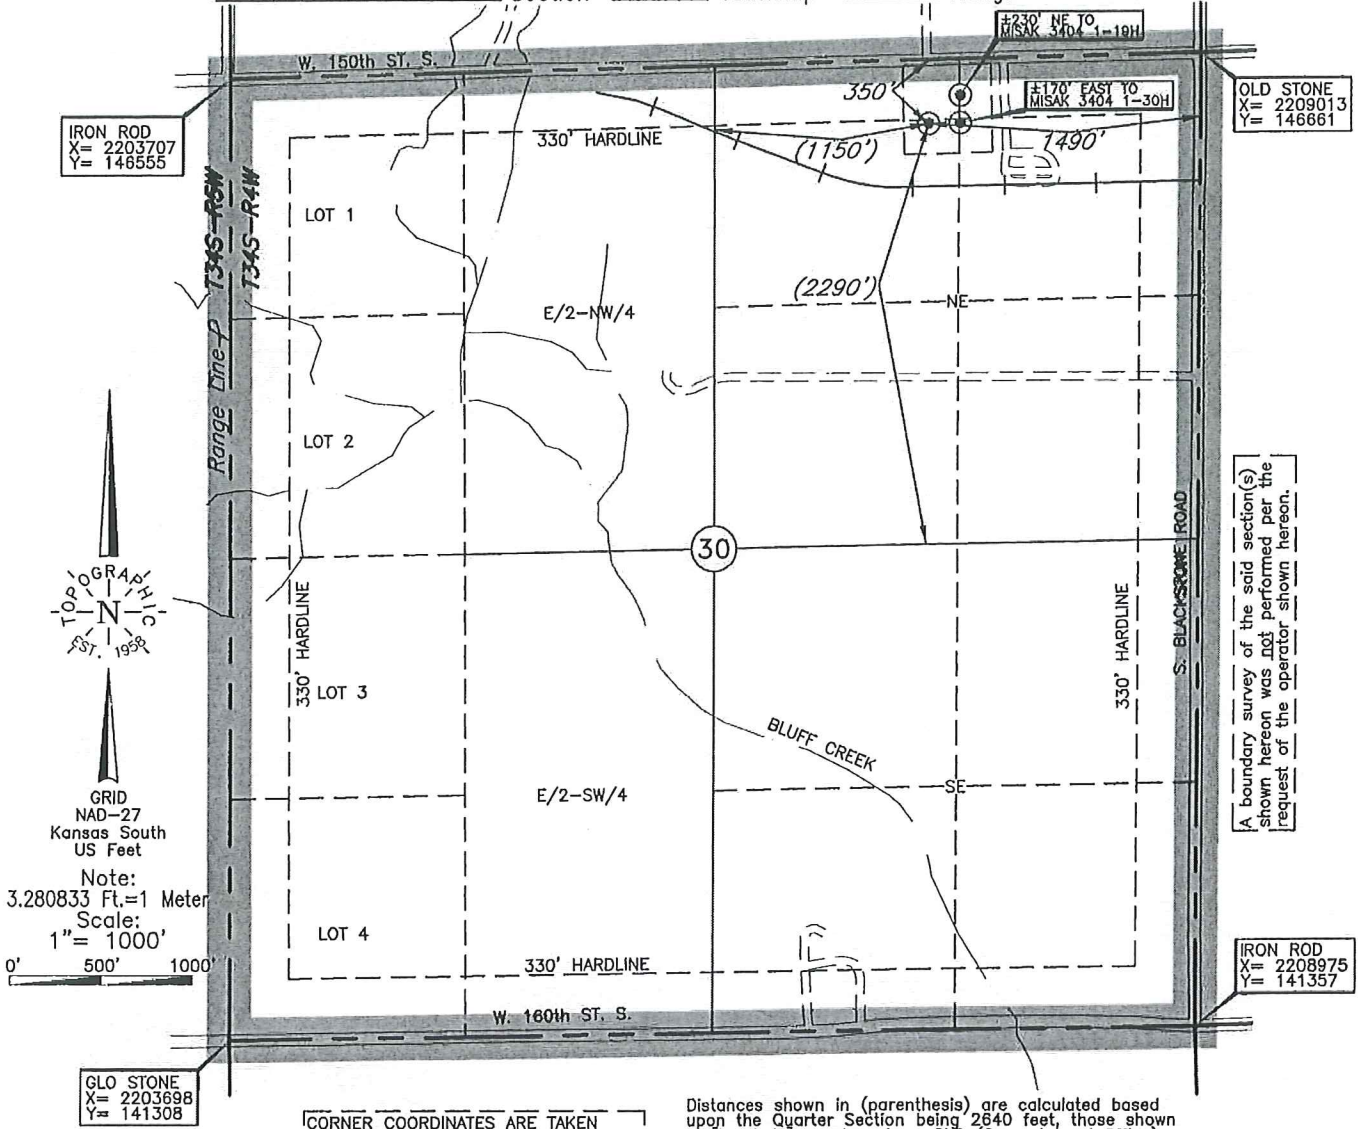 W. 150th ST. S.
±230' NE TO
MISAK 3404 1-19H
±170' EAST TO
MISAK 3404 1-30H
OLD STONE
X= 2209013
Y= 146661
IRON ROD
X= 2203707
Y= 146555
350'
330' HARDLINE
(1150')
1490'
T34S-R5W
T34S-R4W
LOT 1
(2290')
E/2-NW/4
NE
Range Line
LOT 2
30
S. BLACKSTONE ROAD
A boundary survey of the said section(s)
shown hereon was not performed per the
request of the operator shown hereon.
TOPOGRAPHIC
N
EST. 1958
330' HARDLINE
330' HARDLINE
LOT 3
BLUFF CREEK
E/2-SW/4
SE
GRID
NAD-27
Kansas South
US Feet
Note:
3.280833 Ft.=1 Meter
Scale:
1"= 1000'
0' 500' 1000'
LOT 4
330' HARDLINE
IRON ROD
X= 2208975
Y= 141357
W. 160th ST. S.
GLO STONE
X= 2203698
Y= 141308
CORNER COORDINATES ARE TAKEN
Distances shown in (parenthesis) are calculated based
upon the Quarter Section being 2640 feet, those shown